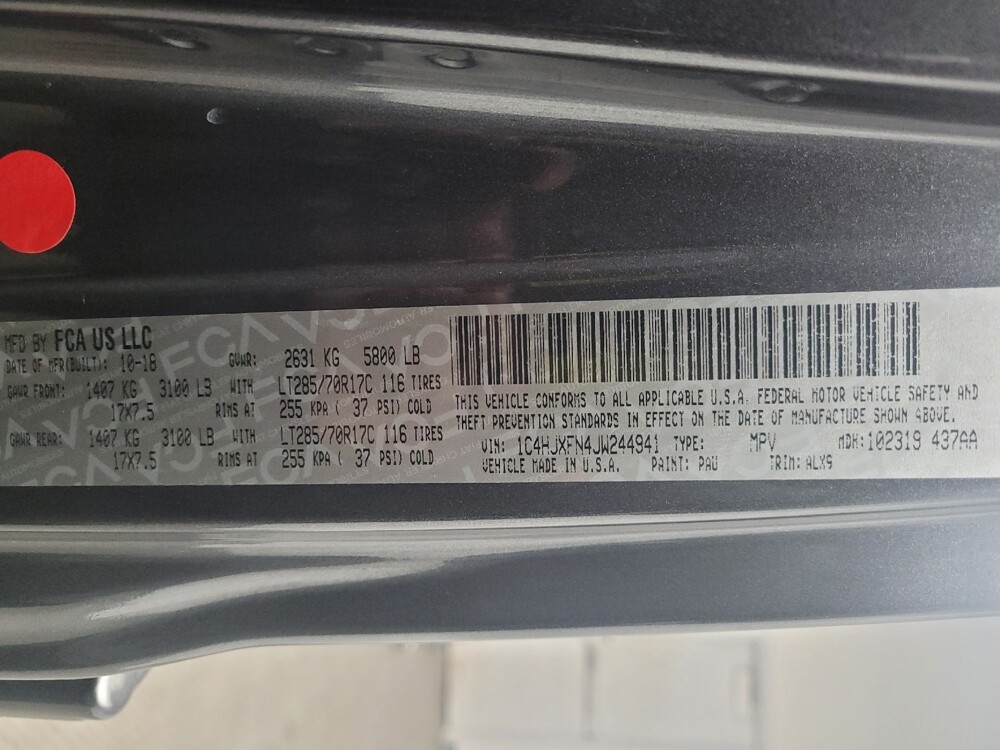 MFD BY FCA US LLC
DATE OF MFR(BUILT): 10-18 GVWR: 2631 KG 5800 LB
GAWR FRONT: 1407 KG 3100 LB WITH LT285/70R17C 116 TIRES
17X7.5 RIMS AT 255 KPA ( 37 PSI) COLD
GAWR REAR: 1407 KG 3100 LB WITH LT285/70R17C 116 TIRES
17X7.5 RIMS AT 255 KPA ( 37 PSI) COLD
THIS VEHICLE CONFORMS TO ALL APPLICABLE U.S.A. FEDERAL MOTOR VEHICLE SAFETY AND
THEFT PREVENTION STANDARDS IN EFFECT ON THE DATE OF MANUFACTURE SHOWN ABOVE.
VIN: 1C4HJXFN4JW244941 TYPE: MPV MDH:102319 437AA
VEHICLE MADE IN U.S.A. PAINT: PAU TRIM: ALX9